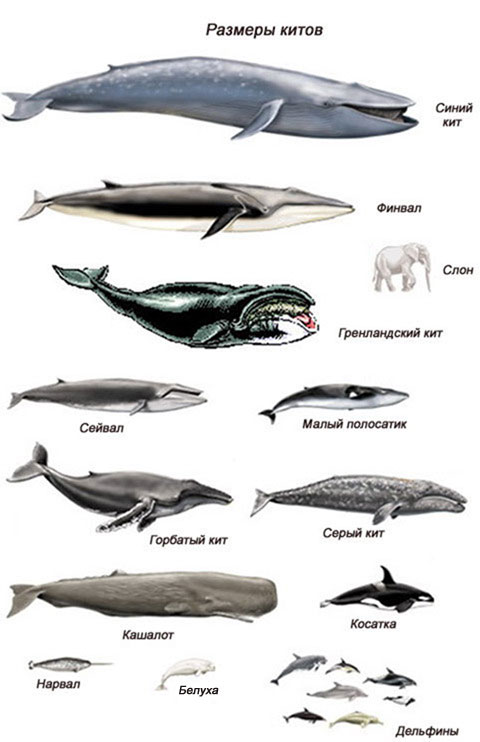 Размеры китов
Синий
кит
Финвал
Слон
Гренландский кит
Сейвал
Малый полосатик
Горбатый кит
Серый кит
Кашалот
Косатка
Нарвал
Белуха
Дельфины